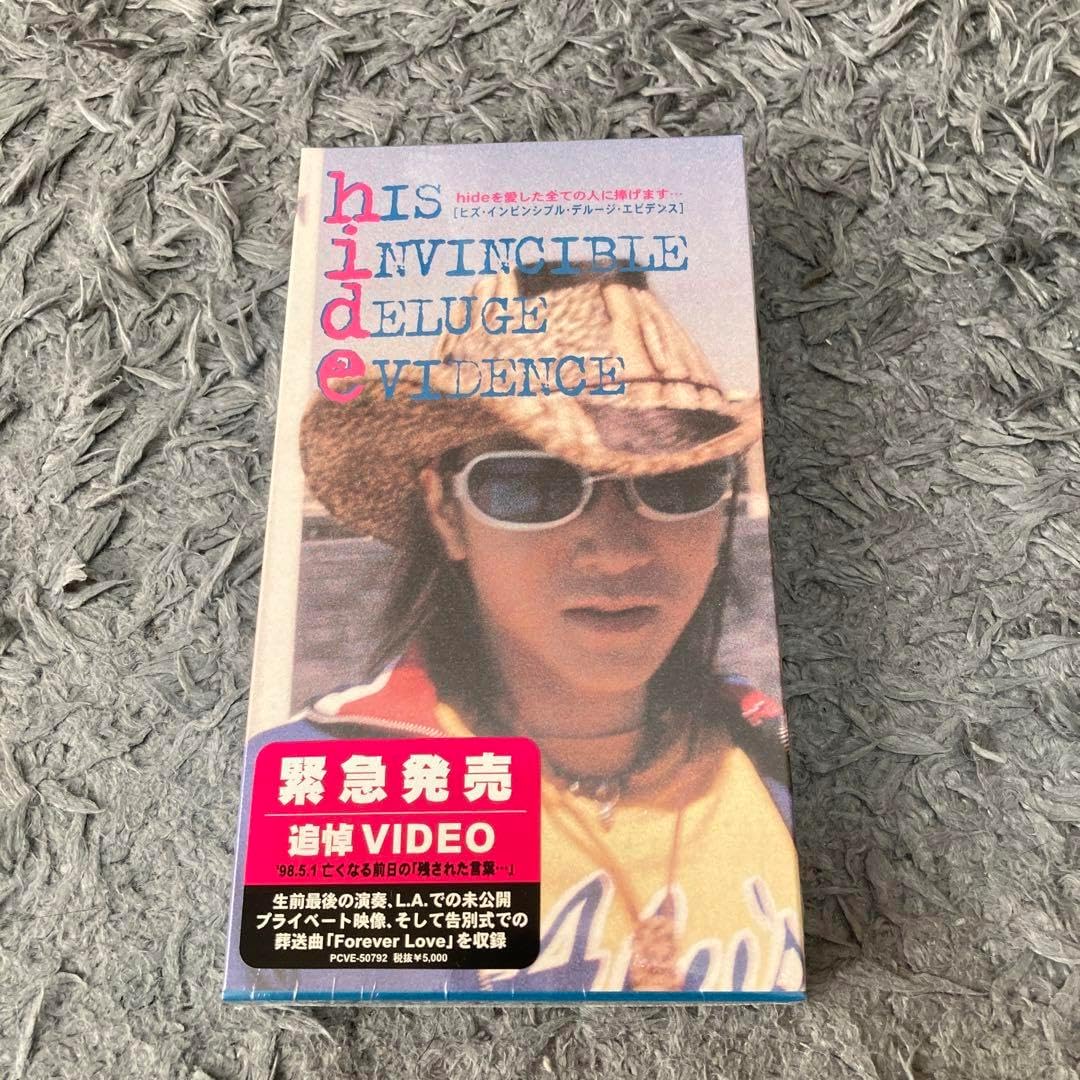 hideを愛した全ての人に捧げます…
hIS
[ヒズ・インビンシブル・デルージ・エビデンス]
iNVINCIBLE
dELUGE
eVIDENCE
緊急発売
追悼 VIDEO
'98.5.1 亡くなる前日の「残された言葉…」
生前最後の演奏、L.A.での未公開
プライベート映像、そして告別式での
葬送曲「Forever Love」を収録
PCVE-50792 税抜¥5,000